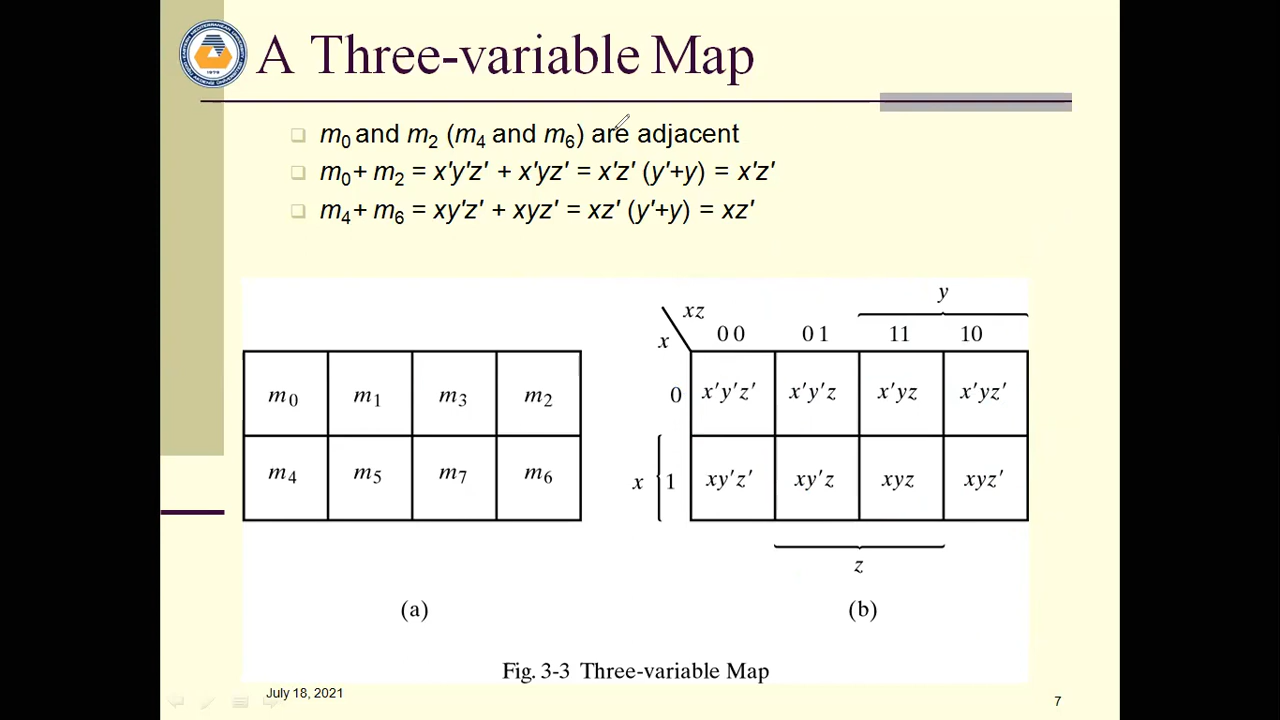 A Three-variable Map
m0 and m2 (m4 and m6) are adjacent
m0+ m2 = x'y'z' + x'yz' = x'z' (y'+y) = x'z'
m4+ m6 = xy'z' + xyz' = xz' (y'+y) = xz'
y
xz
x
0 0 0 1 11 10
m0 m1 m3 m2
0 x'y'z' x'y'z x'yz x'yz'
m4 m5 m7 m6
x 1 xy'z' xy'z xyz xyz'
z
(a) (b)
Fig. 3-3 Three-variable Map
July 18, 2021
7